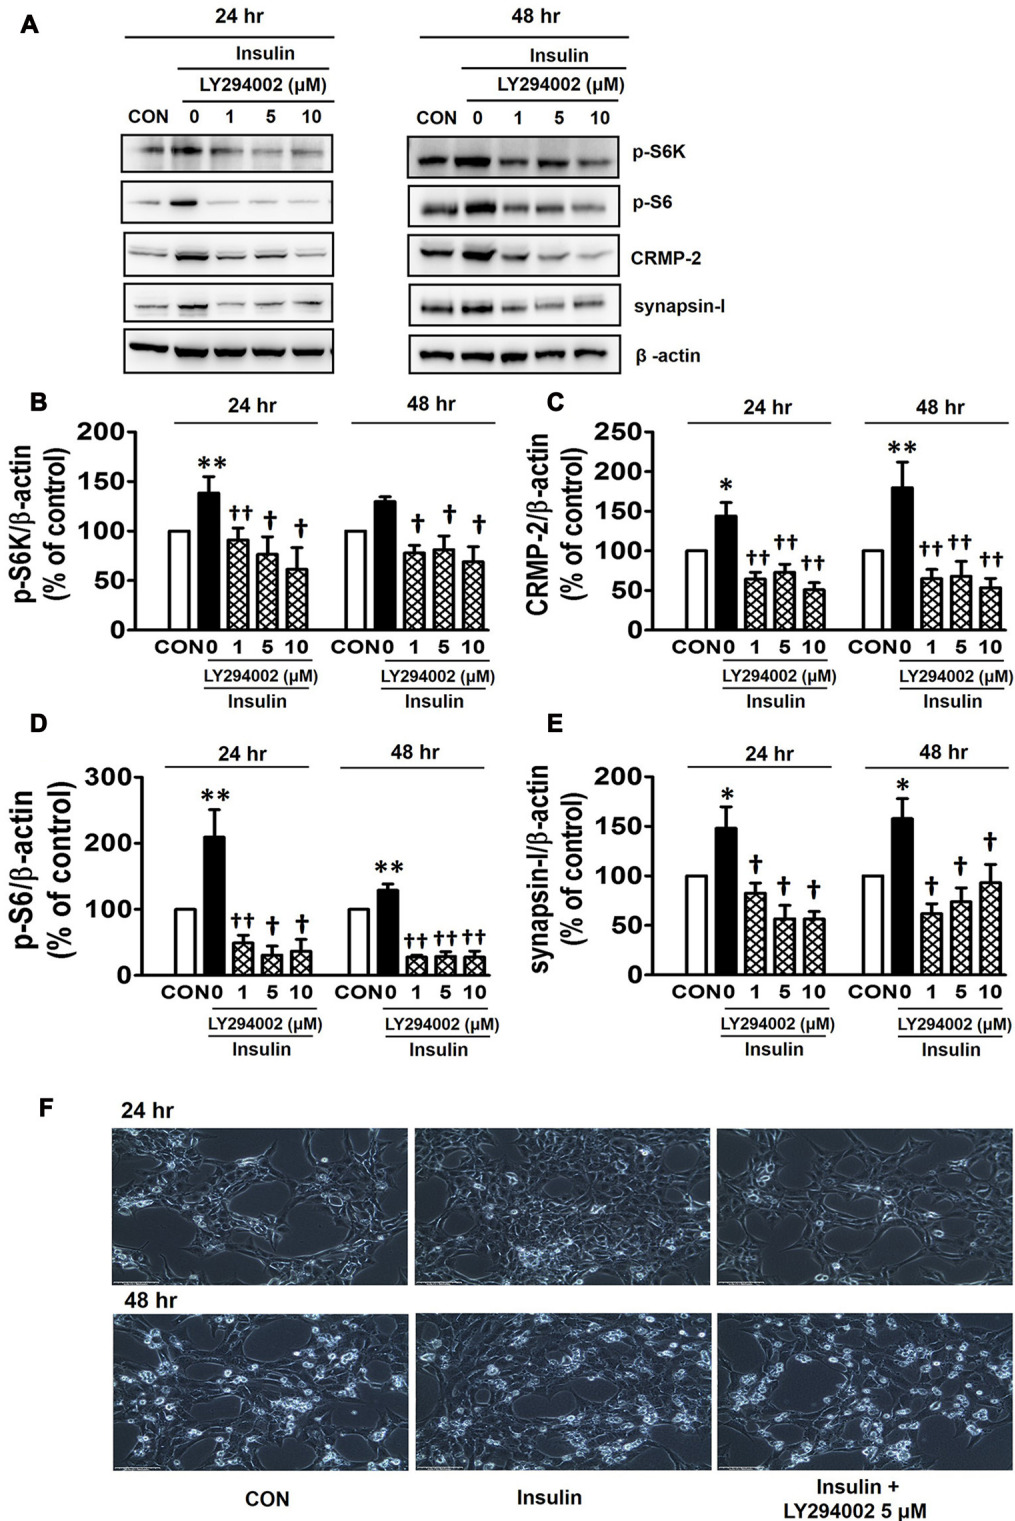 A
24 hr
48 hr
Insulin
Insulin
LY294002 (µM)
LY294002 (µM)
CON 0 1 5 10
CON 0 1 5 10
p-S6K
p-S6
CRMP-2
synapsin-I
β -actin
B
24 hr
48 hr
p-S6K/β-actin
(% of control)
200
150
100
50
0
**
†† † †
† † †
CON 0 1 5 10
CON 0 1 5 10
LY294002 (µM)
LY294002 (µM)
Insulin
Insulin
C
24 hr
48 hr
CRMP-2/β-actin
(% of control)
250
200
150
100
50
0
*
**
†† †† ††
†† †† ††
CON 0 1 5 10
CON 0 1 5 10
LY294002 (µM)
LY294002 (µM)
Insulin
Insulin
D
24 hr
48 hr
p-S6/β-actin
(% of control)
300
200
100
0
**
**
†† † †
†† †† ††
CON 0 1 5 10
CON 0 1 5 10
LY294002 (µM)
LY294002 (µM)
Insulin
Insulin
E
24 hr
48 hr
synapsin-I/β-actin
(% of control)
200
150
100
50
0
*
*
† † †
† † †
CON 0 1 5 10
CON 0 1 5 10
LY294002 (µM)
LY294002 (µM)
Insulin
Insulin
F
24 hr
48 hr
CON
Insulin
Insulin +
LY294002 5 µM